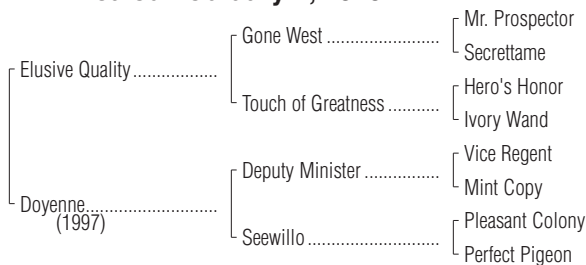 Mr. Prospector
Gone West
Secrettame
Elusive Quality
Hero's Honor
Touch of Greatness
Ivory Wand
Vice Regent
Deputy Minister
Mint Copy
Doyenne
(1997)
Pleasant Colony
Seewillo
Perfect Pigeon